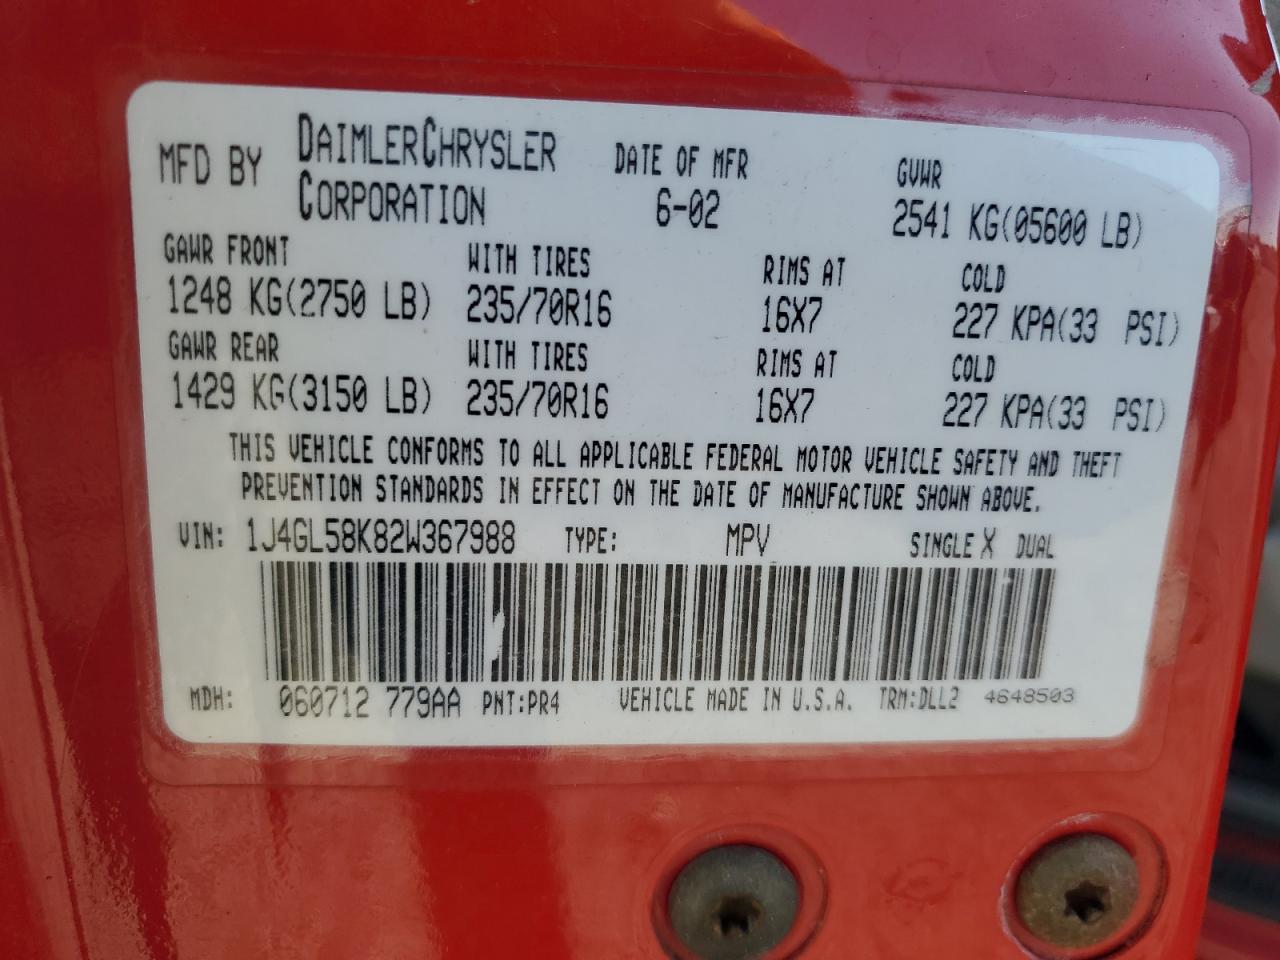 MFD BY DAIMLERCHRYSLER CORPORATION DATE OF MFR 6-02 GVWR 2541 KG(05600 LB)
GAWR FRONT WITH TIRES RIMS AT COLD
1248 KG(2750 LB) 235/70R16 16X7 227 KPA(33 PSI)
GAWR REAR WITH TIRES RIMS AT COLD
1429 KG(3150 LB) 235/70R16 16X7 227 KPA(33 PSI)
THIS VEHICLE CONFORMS TO ALL APPLICABLE FEDERAL MOTOR VEHICLE SAFETY AND THEFT
PREVENTION STANDARDS IN EFFECT ON THE DATE OF MANUFACTURE SHOWN ABOVE.
VIN: 1J4GL58K82W367988 TYPE: MPV SINGLE X DUAL
MDH: 060712 779AA PNT:PR4 VEHICLE MADE IN U.S.A. TRM:DLL2 4648503